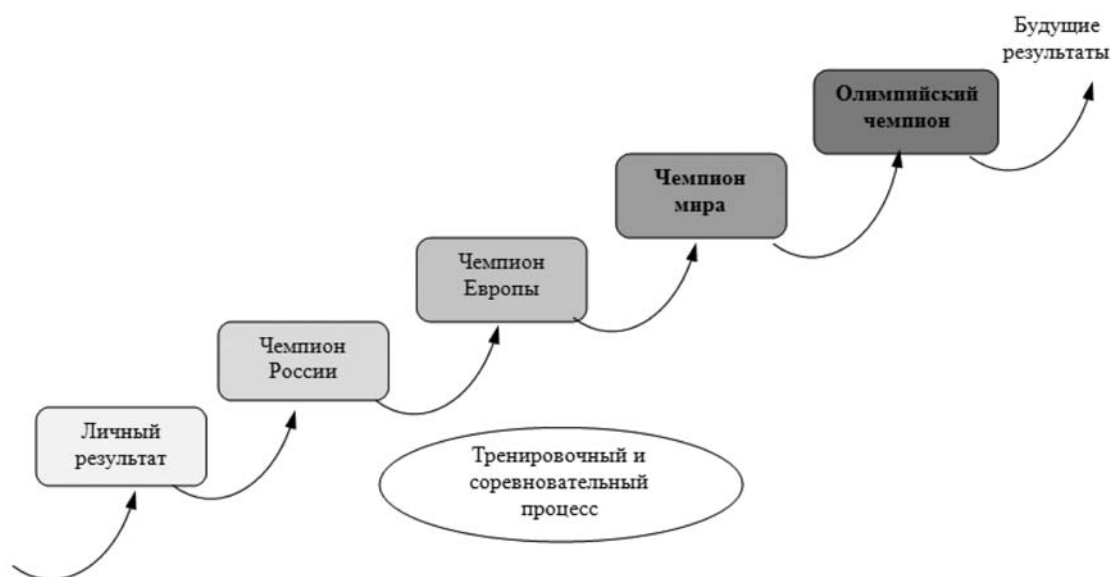 Будущие
результаты
Олимпийский
чемпион
Чемпион
мира
Чемпион
Европы
Чемпион
России
Личный
результат
Тренировочный и
соревновательный
процесс